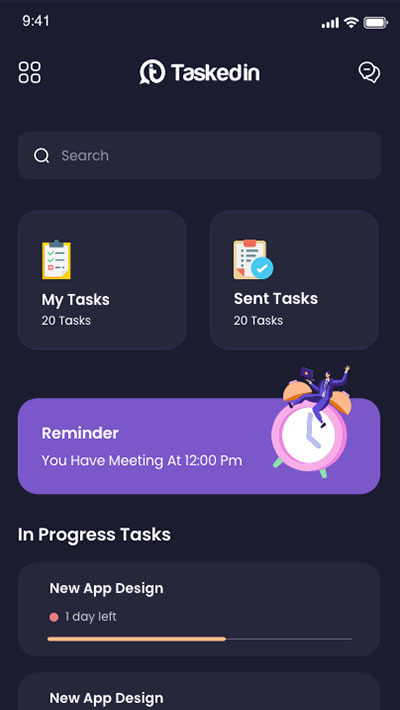 9:41
Taskedin
Search
My Tasks
20 Tasks
Sent Tasks
20 Tasks
Reminder
You Have Meeting At 12:00 Pm
In Progress Tasks
New App Design
1 day left
New App Design